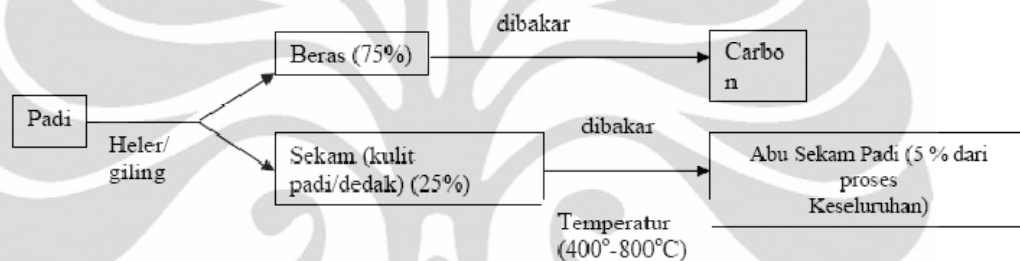 Padi
Heler/
giling
Beras (75%)
dibakar
Carbo
n
Sekam (kulit
padi/dedak) (25%)
dibakar
Temperatur
(400°-800°C)
Abu Sekam Padi (5 % dari
proses
Keseluruhan)